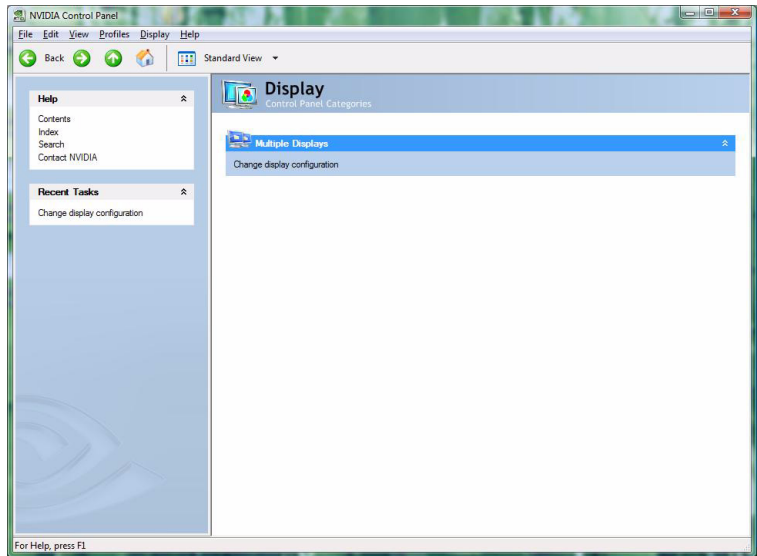 NVIDIA Control Panel
File Edit View Profiles Display Help
Back Standard View
Help
Contents
Index
Search
Contact NVIDIA
Recent Tasks
Change display configuration
Display
Control Panel Categories
Multiple Displays
Change display configuration
For Help, press F1